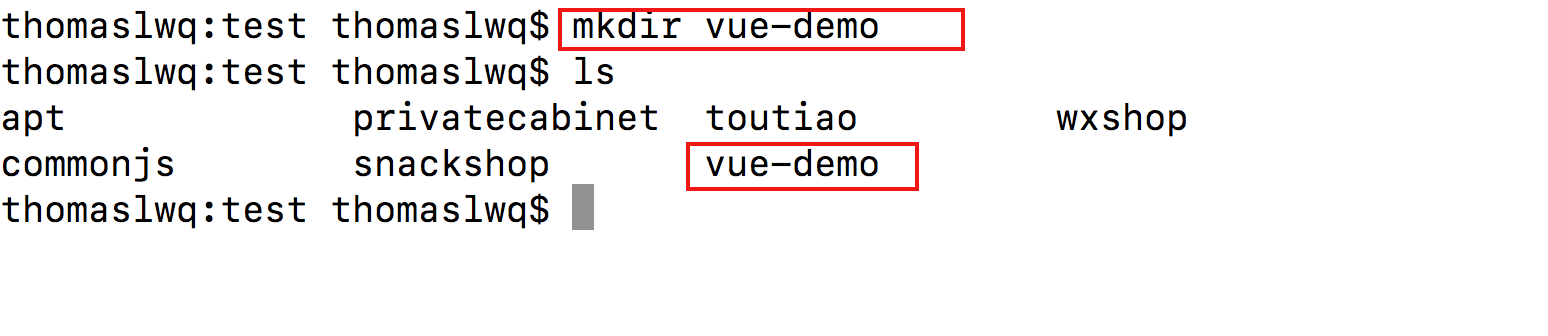 thomaslwq:test thomaslwq$ mkdir vue-demo
thomaslwq:test thomaslwq$ ls
apt privatecabinet toutiao wxshop
commonjs snackshop vue-demo
thomaslwq:test thomaslwq$